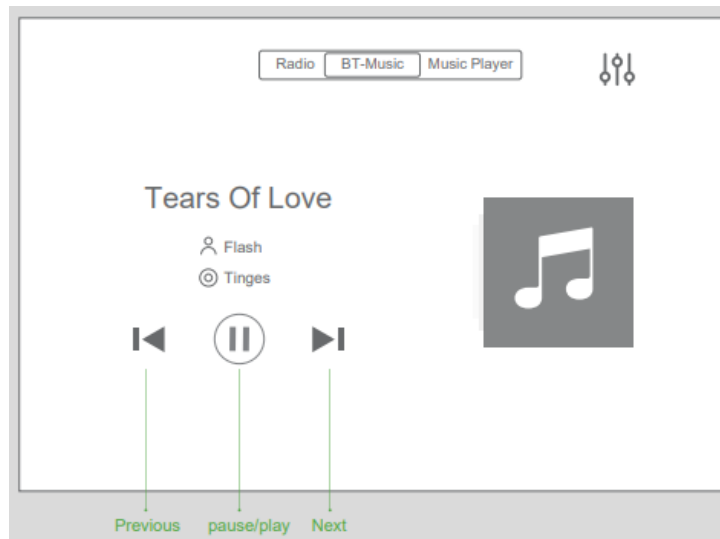 Radio BT-Music Music Player
Tears Of Love
Flash
Tinges
Previous pause/play Next